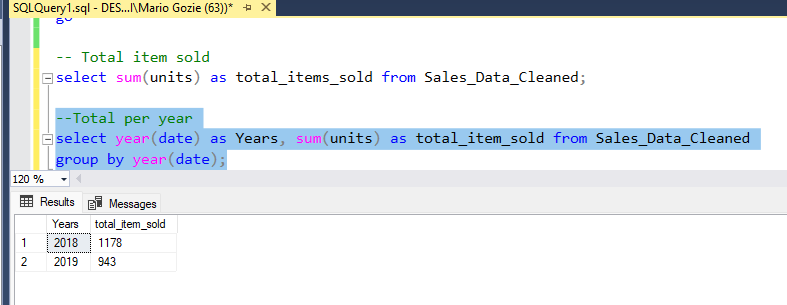 SQLQuery1.sql - DES...l\Mario Gozie (63))*
go
-- Total item sold
select sum(units) as total_items_sold from Sales_Data_Cleaned;
--Total per year
select year(date) as Years, sum(units) as total_item_sold from Sales_Data_Cleaned
group by year(date);
120 %
Results Messages
Years total_item_sold
1 2018 1178
2 2019 943